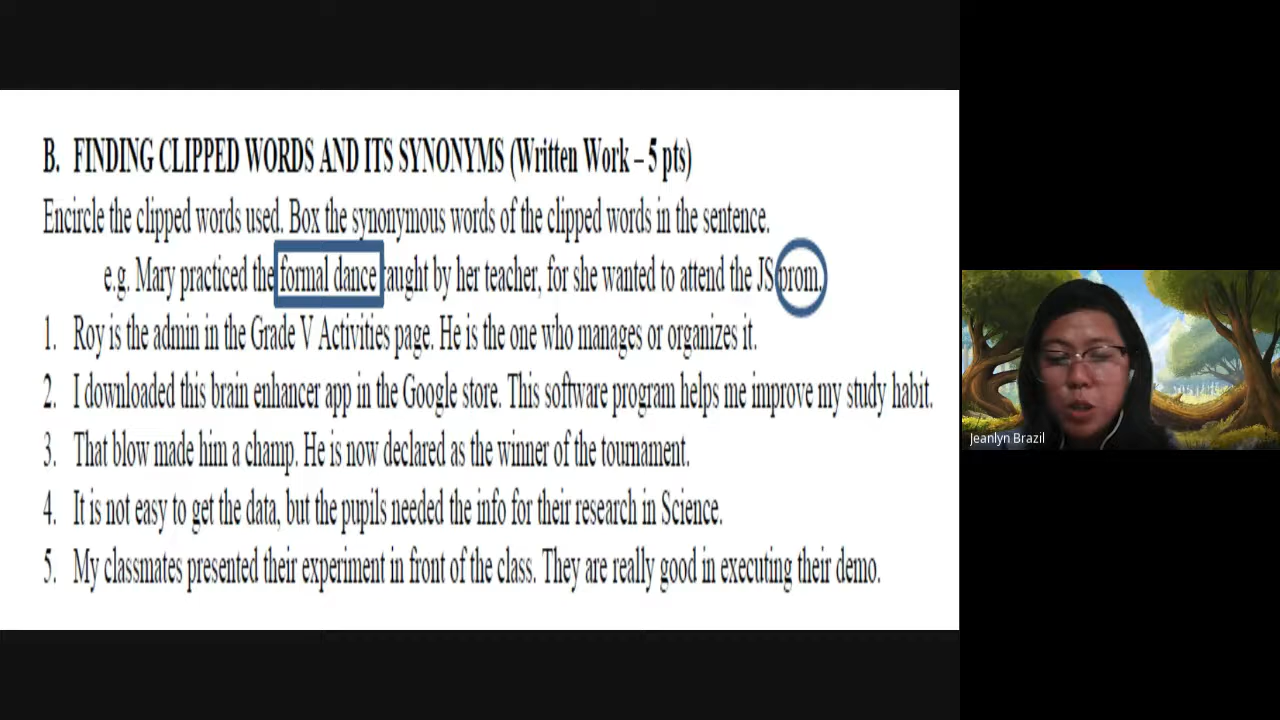 B. FINDING CLIPPED WORDS AND ITS SYNONYMS (Written Work – 5 pts)
Encircle the clipped words used. Box the synonymous words of the clipped words in the sentence.
e.g. Mary practiced the formal dance taught by her teacher, for she wanted to attend the JS prom.
1. Roy is the admin in the Grade V Activities page. He is the one who manages or organizes it.
2. I downloaded this brain enhancer app in the Google store. This software program helps me improve my study habit.
3. That blow made him a champ. He is now declared as the winner of the tournament.
4. It is not easy to get the data, but the pupils needed the info for their research in Science.
5. My classmates presented their experiment in front of the class. They are really good in executing their demo.
Jeanlyn Brazil